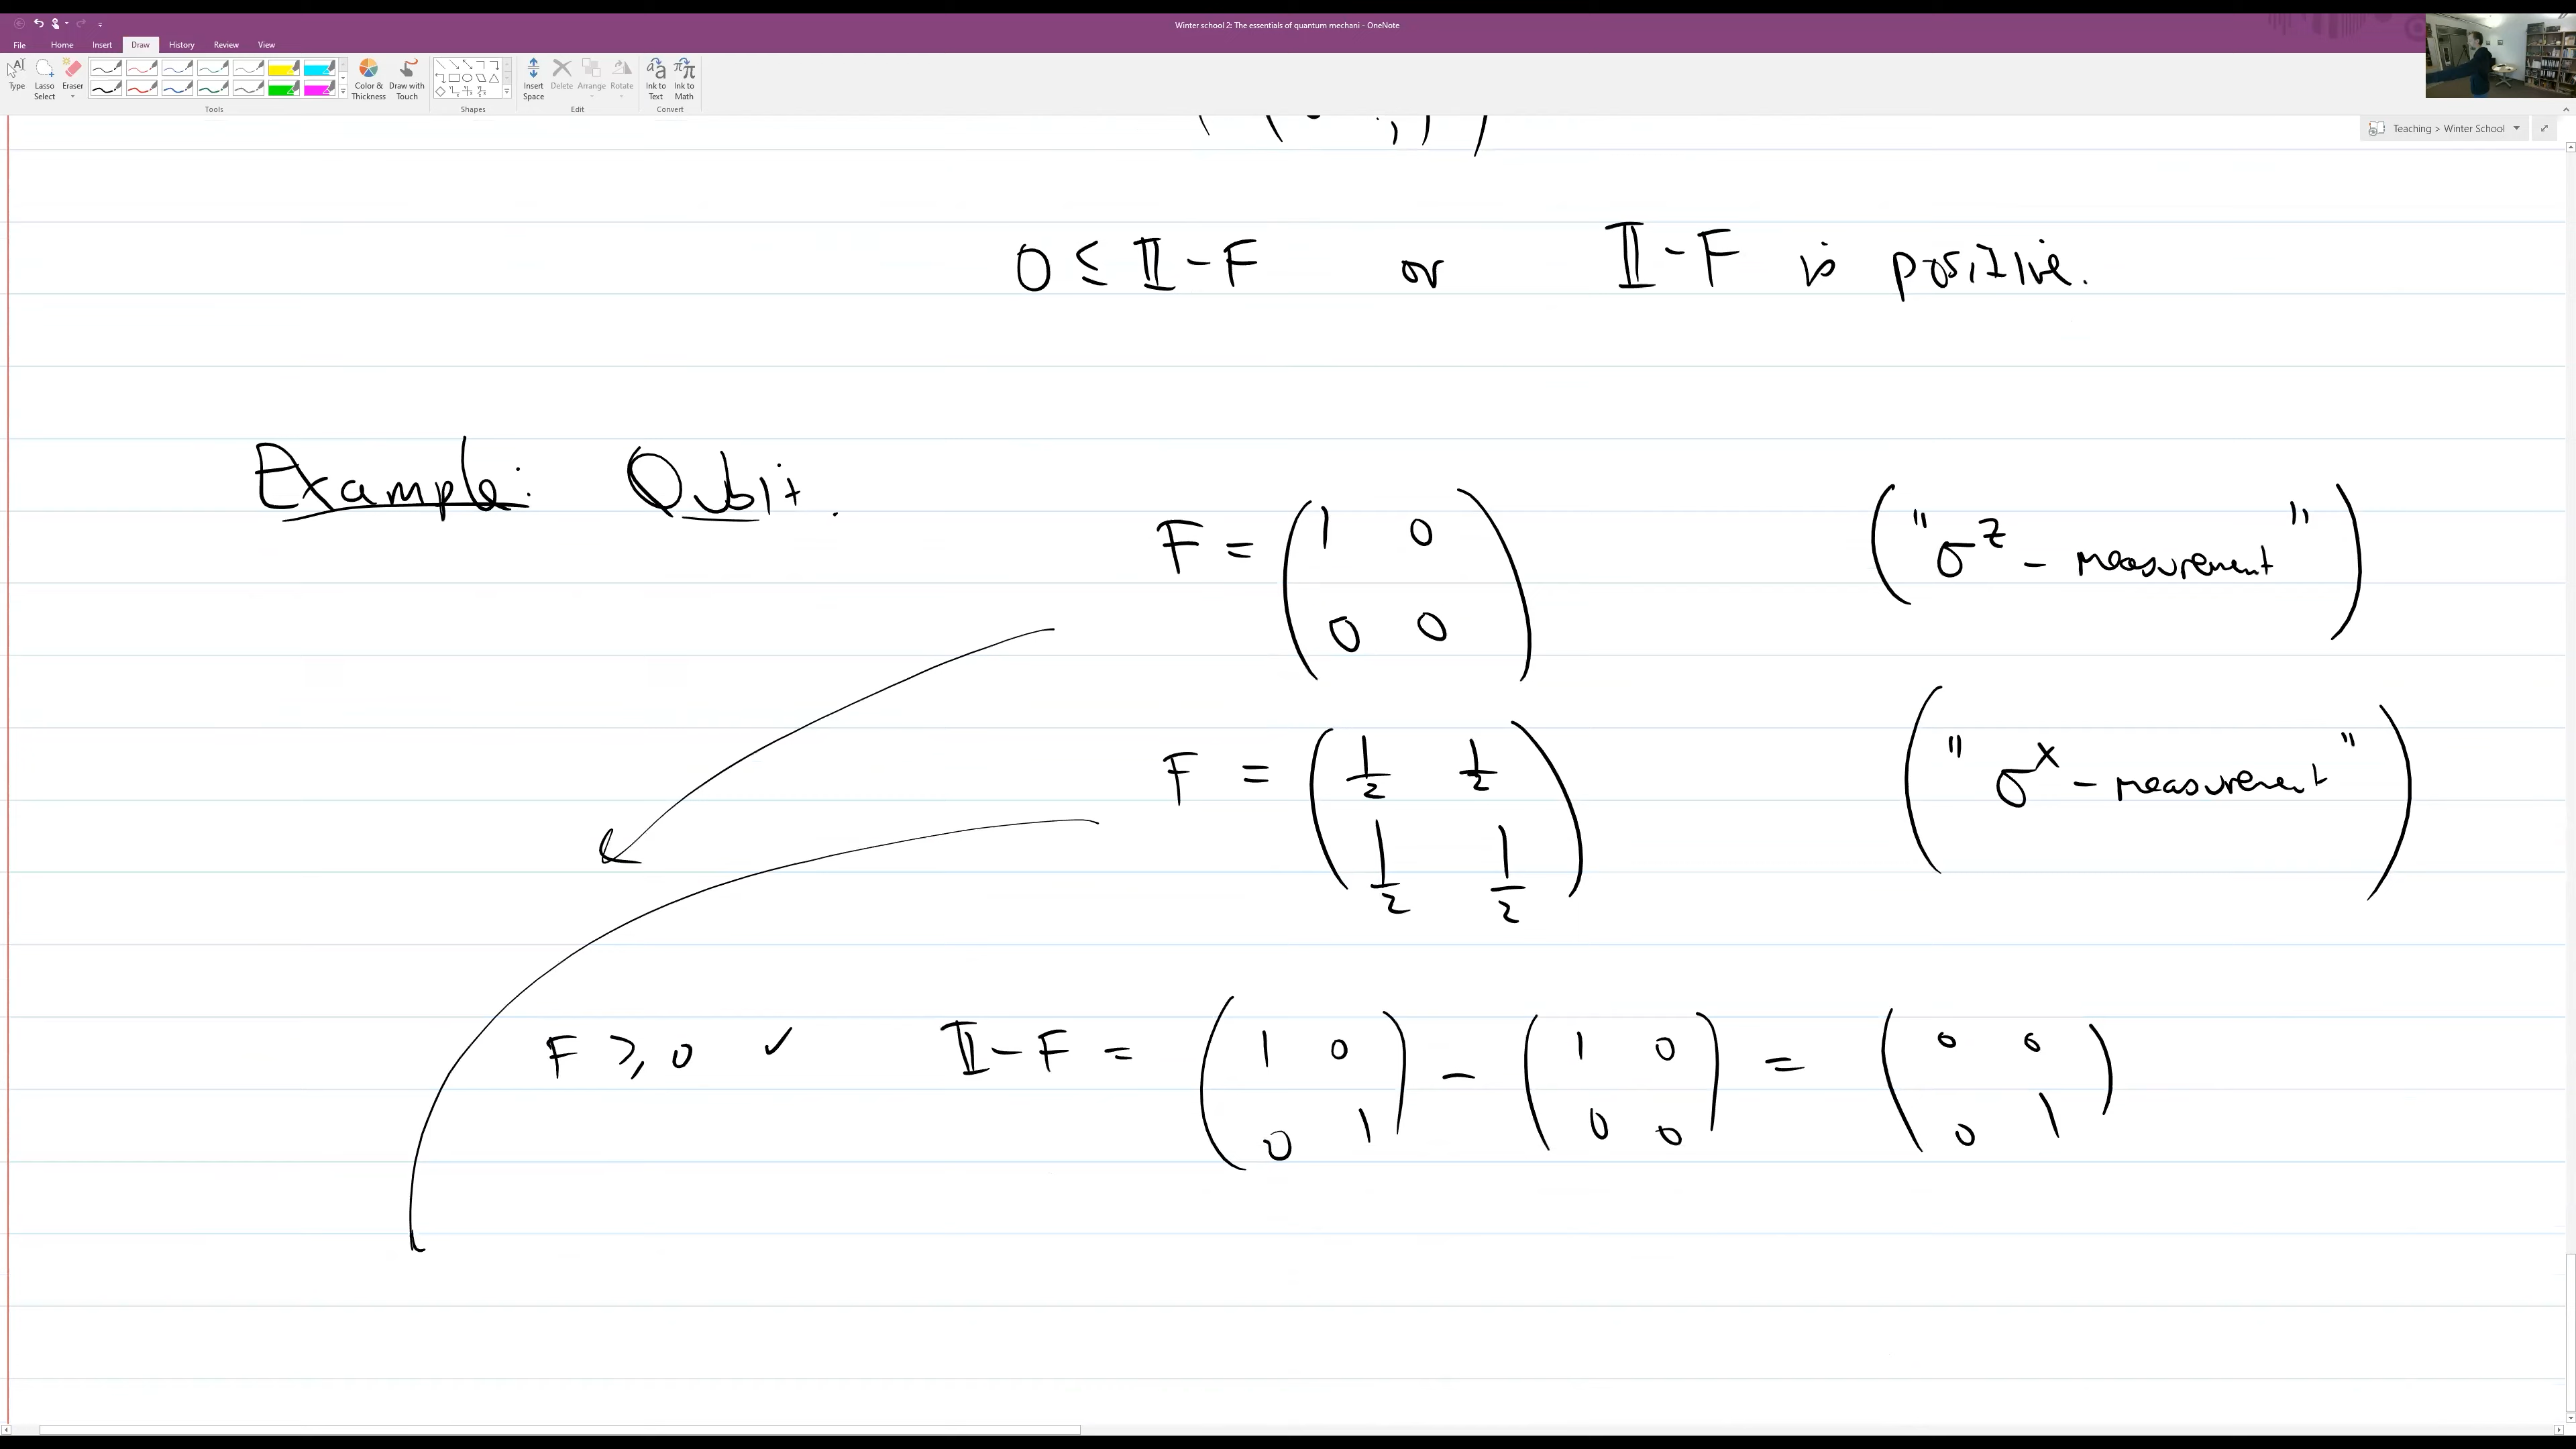 Winter school 2: The essentials of quantum mechani - OneNote
File Home Insert Draw History Review View
Type Lasso Select Eraser Color & Thickness Draw with Touch Insert Space Delete Arrange Rotate Ink to Text Ink to Math
Tools Shapes Edit Convert
Teaching > Winter School
0 ≤ 𝕀 - F or 𝕀 - F is positive.
Example: Qubit.
F = ( 1 0 ; 0 0 ) ( " σ^z - measurement " )
F = ( 1/2 1/2 ; 1/2 1/2 ) ( " σ^x - measurement " )
F ≥ 0 ✓ 𝕀 - F = ( 1 0 ; 0 1 ) - ( 1 0 ; 0 0 ) = ( 0 0 ; 0 1 )